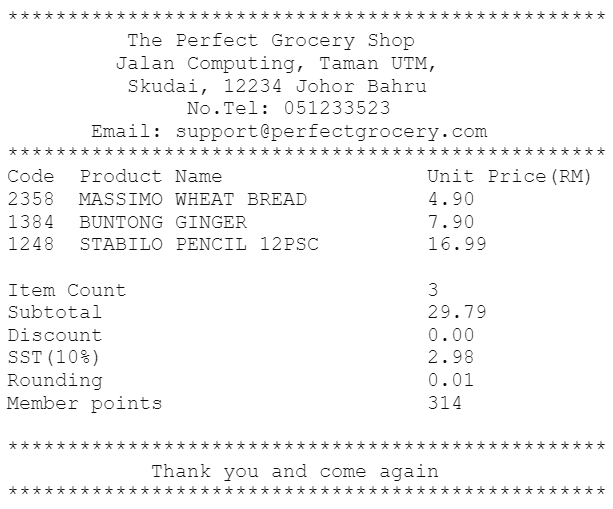 **************************************************
The Perfect Grocery Shop
Jalan Computing, Taman UTM,
Skudai, 12234 Johor Bahru
No.Tel: 051233523
Email: support@perfectgrocery.com
**************************************************
Code  Product Name                 Unit Price(RM)
2358  MASSIMO WHEAT BREAD          4.90
1384  BUNTONG GINGER               7.90
1248  STABILO PENCIL 12PSC         16.99
Item Count                         3
Subtotal                           29.79
Discount                           0.00
SST(10%)                           2.98
Rounding                           0.01
Member points                      314
**************************************************
Thank you and come again
**************************************************